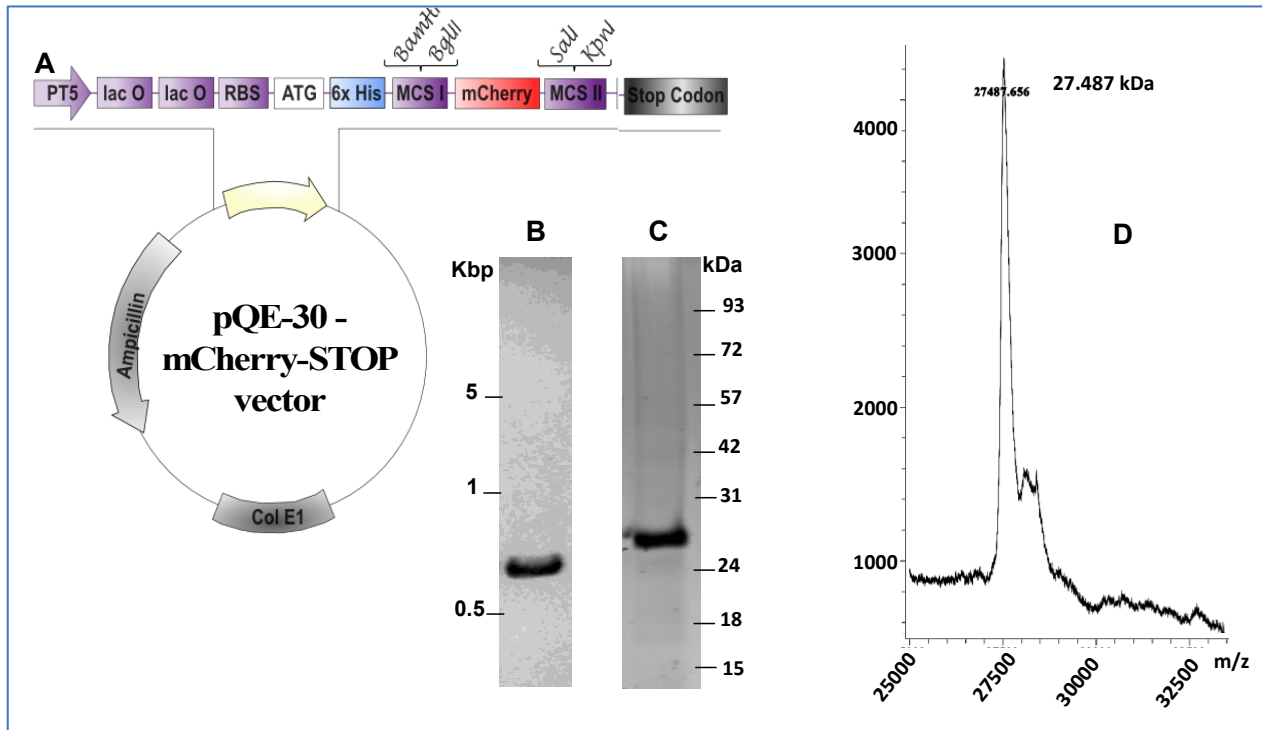 A
BamHI
BglII
SalI
KpnI
PT5 lac O lac O RBS ATG 6x His MCS I mCherry MCS II Stop Codon
Ampicillin
pQE-30 -
mCherry-STOP
vector
Col E1
B
Kbp
5
1
0.5
C
kDa
93
72
57
42
31
24
18
15
27487.656
27.487 kDa
D
4000
3000
2000
1000
25000
27500
30000
32500
m/z